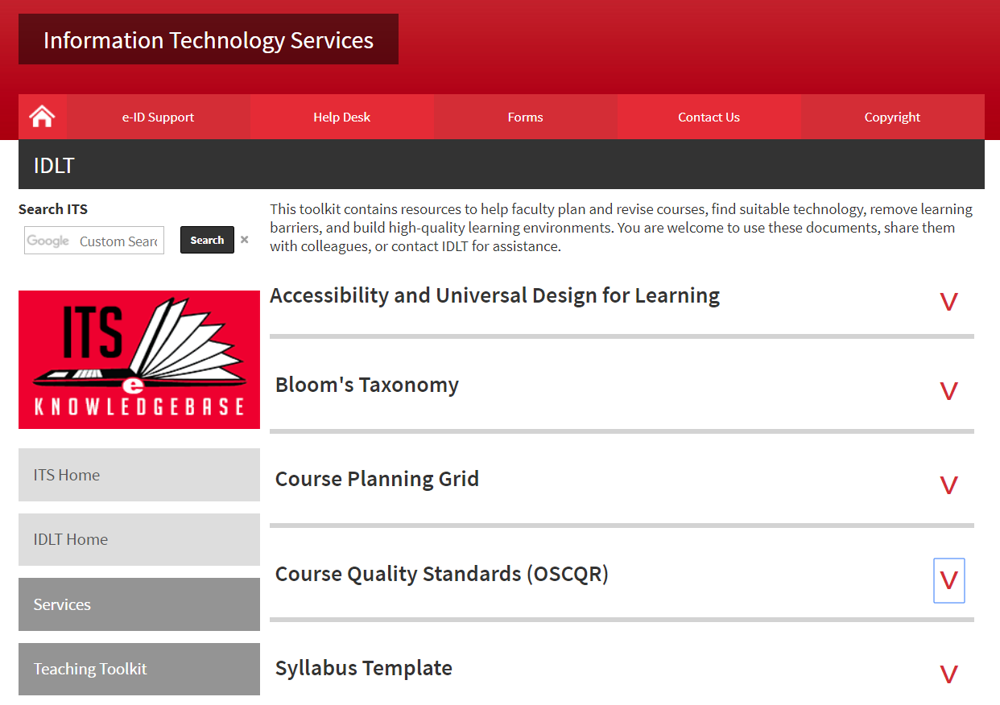 Information Technology Services
e-ID Support
Help Desk
Forms
Contact Us
Copyright
IDLT
Search ITS
Google Custom Searc
Search
×
This toolkit contains resources to help faculty plan and revise courses, find suitable technology, remove learning
barriers, and build high-quality learning environments. You are welcome to use these documents, share them
with colleagues, or contact IDLT for assistance.
ITS
e
KNOWLEDGEBASE
ITS Home
IDLT Home
Services
Teaching Toolkit
Accessibility and Universal Design for Learning
V
Bloom's Taxonomy
V
Course Planning Grid
V
Course Quality Standards (OSCQR)
V
Syllabus Template
V